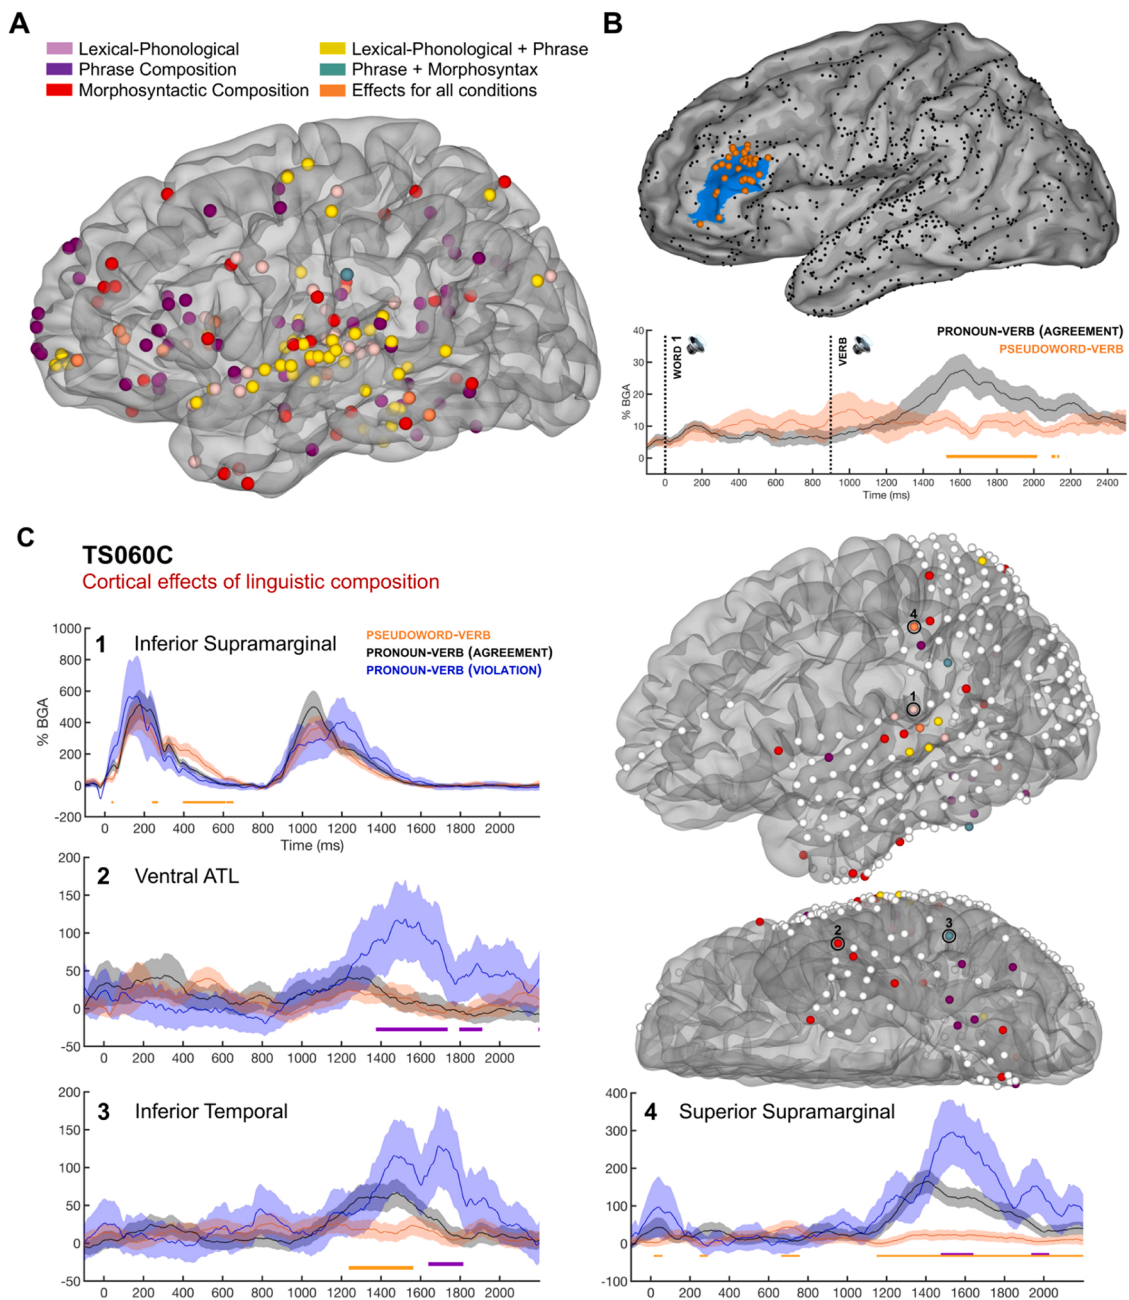 A
Lexical-Phonological
Phrase Composition
Morphosyntactic Composition
Lexical-Phonological + Phrase
Phrase + Morphosyntax
Effects for all conditions
B
PRONOUN-VERB (AGREEMENT)
PSEUDOWORD-VERB
WORD 1
VERB
% BGA
40
30
20
10
0
0 200 400 600 800 1000 1200 1400 1600 1800 2000 2200 2400
Time (ms)
C
TS060C
Cortical effects of linguistic composition
1 Inferior Supramarginal
PSEUDOWORD-VERB
PRONOUN-VERB (AGREEMENT)
PRONOUN-VERB (VIOLATION)
% BGA
1000
800
600
400
200
0
-200
0 200 400 600 800 1000 1200 1400 1600 1800 2000
Time (ms)
2 Ventral ATL
200
150
100
50
0
-50
0 200 400 600 800 1000 1200 1400 1600 1800 2000
3 Inferior Temporal
200
150
100
50
0
-50
0 200 400 600 800 1000 1200 1400 1600 1800 2000
4
1
2
3
4 Superior Supramarginal
400
300
200
100
0
-100
0 200 400 600 800 1000 1200 1400 1600 1800 2000